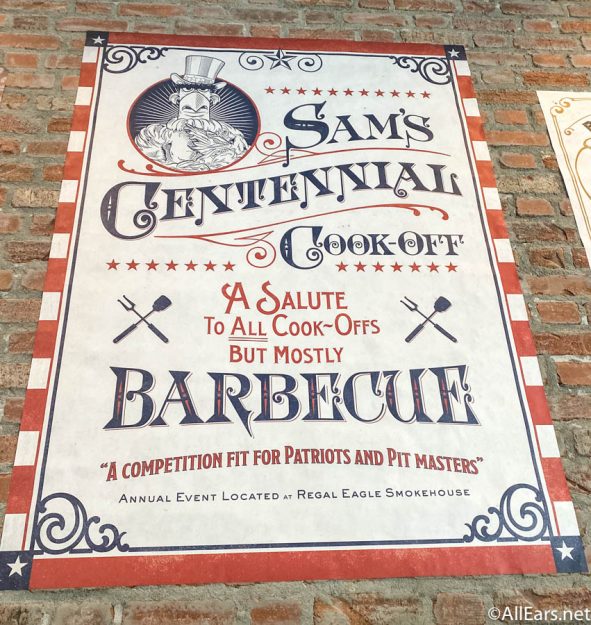 Sam's
Centennial
Cook-Off
A Salute
To All Cook-Offs
But Mostly
Barbecue
"A competition fit for Patriots and Pit masters"
Annual Event Located at Regal Eagle Smokehouse
©AllEars.net